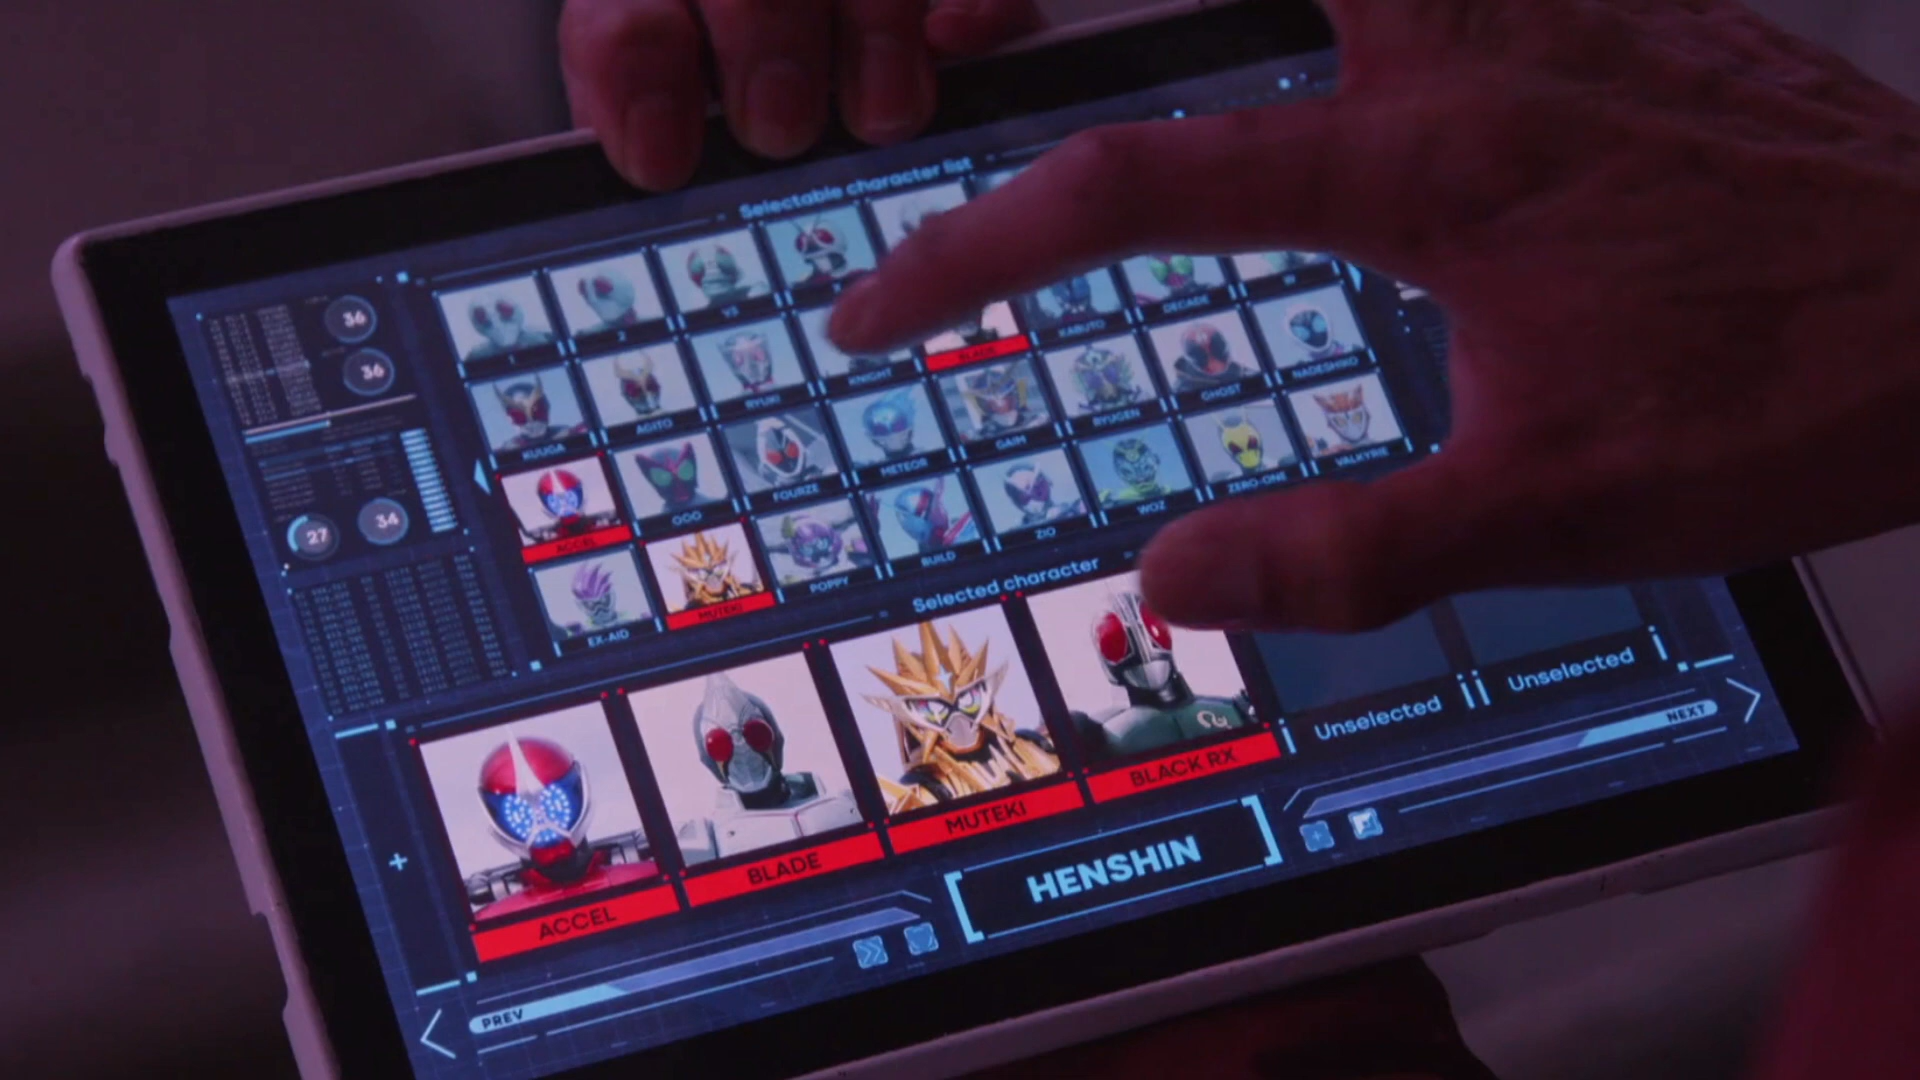 Selectable character list
36
36
27
34
1
2
V3
KUUGA
AGITO
RYUKI
KNIGHT
BLADE
KABUTO
DECADE
W
ACCEL
OOO
FOURZE
METEOR
GAIM
RYUGEN
GHOST
NADESHIKO
EX-AID
MUTEKI
POPPY
BUILD
ZIO
WOZ
ZERO-ONE
VALKYRIE
Selected character
ACCEL
BLADE
MUTEKI
BLACK RX
Unselected
Unselected
PREV
HENSHIN
NEXT